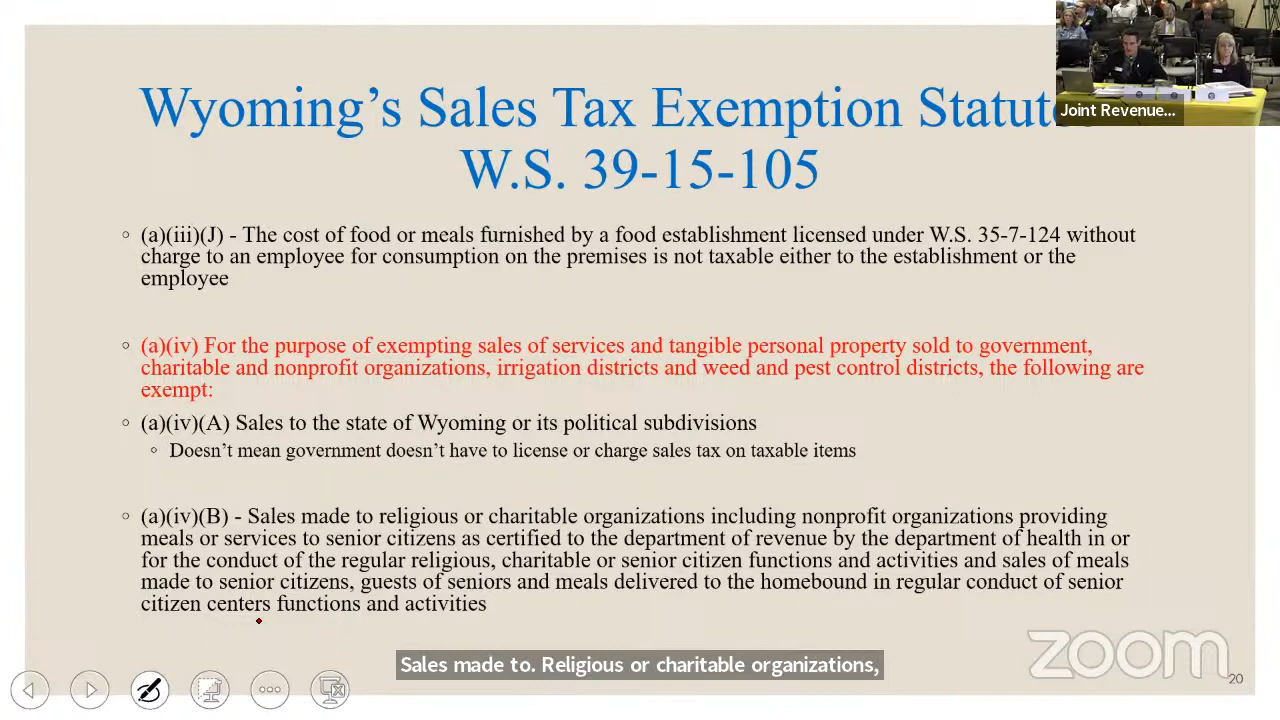 Wyoming's Sales Tax Exemption Statute
W.S. 39-15-105
Joint Revenue...
◦ (a)(iii)(J) - The cost of food or meals furnished by a food establishment licensed under W.S. 35-7-124 without
charge to an employee for consumption on the premises is not taxable either to the establishment or the
employee
◦ (a)(iv) For the purpose of exempting sales of services and tangible personal property sold to government,
charitable and nonprofit organizations, irrigation districts and weed and pest control districts, the following are
exempt:
◦ (a)(iv)(A) Sales to the state of Wyoming or its political subdivisions
◦ Doesn't mean government doesn't have to license or charge sales tax on taxable items
◦ (a)(iv)(B) - Sales made to religious or charitable organizations including nonprofit organizations providing
meals or services to senior citizens as certified to the department of revenue by the department of health in or
for the conduct of the regular religious, charitable or senior citizen functions and activities and sales of meals
made to senior citizens, guests of seniors and meals delivered to the homebound in regular conduct of senior
citizen centers functions and activities
Sales made to. Religious or charitable organizations,
zoom
20